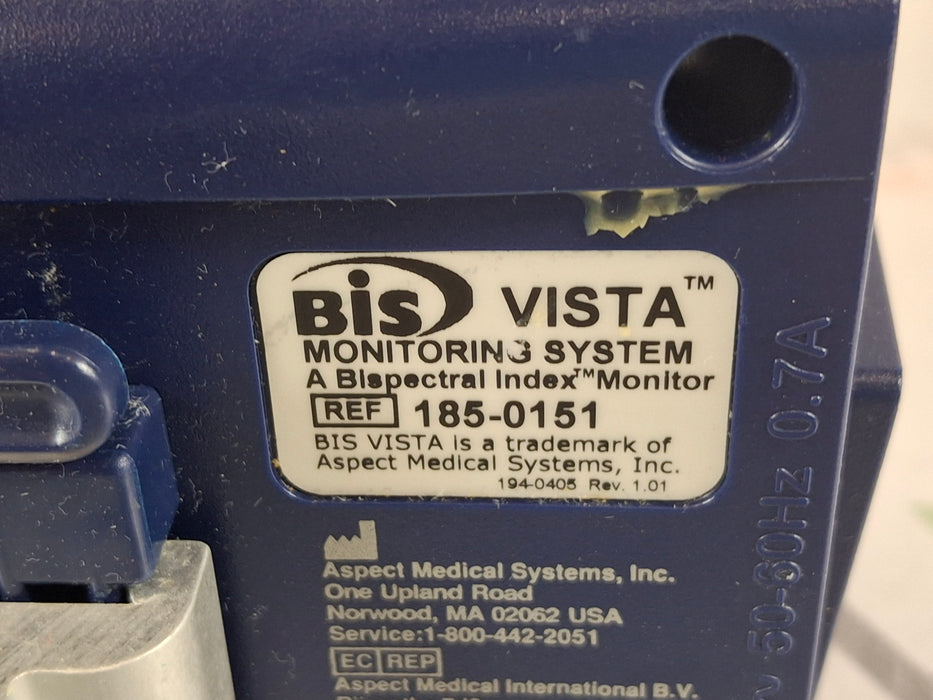 BIS VISTA™
MONITORING SYSTEM
A Bispectral Index™ Monitor
REF 185-0151
BIS VISTA is a trademark of
Aspect Medical Systems, Inc.
194-0405 Rev. 1.01
Aspect Medical Systems, Inc.
One Upland Road
Norwood, MA 02062 USA
Service:1-800-442-2051
EC REP
Aspect Medical International B.V.
50-60Hz 0.7A